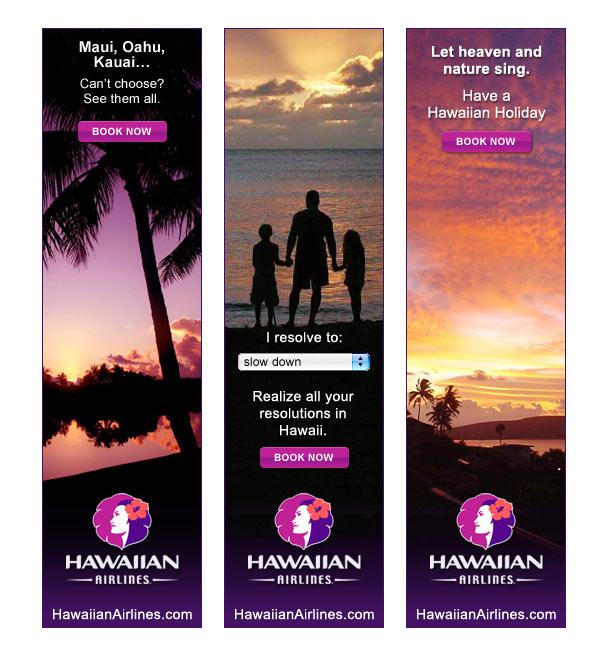 Maui, Oahu,
Kauai...
Can't choose?
See them all.
BOOK NOW
HAWAIIAN
AIRLINES
HawaiianAirlines.com
I resolve to:
slow down
Realize all your
resolutions in
Hawaii.
BOOK NOW
HAWAIIAN
AIRLINES
HawaiianAirlines.com
Let heaven and
nature sing.
Have a
Hawaiian Holiday
BOOK NOW
HAWAIIAN
AIRLINES
HawaiianAirlines.com